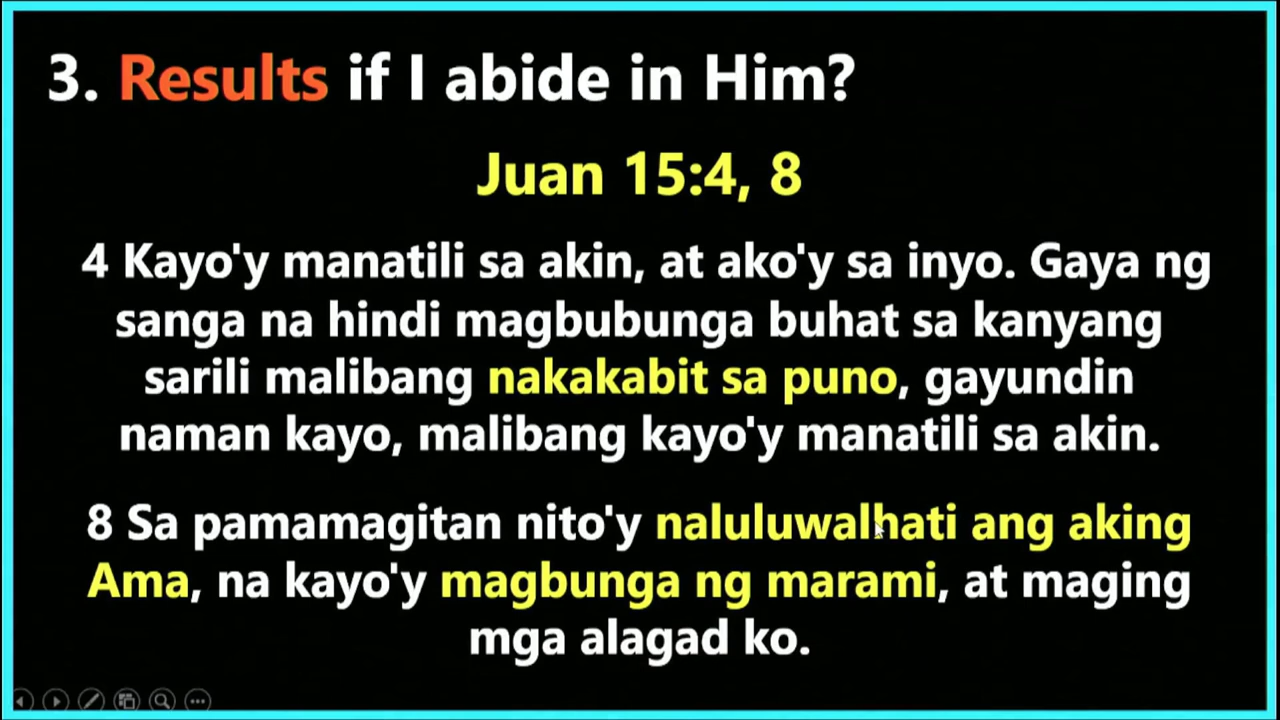 3. Results if I abide in Him?
Juan 15:4, 8
4 Kayo'y manatili sa akin, at ako'y sa inyo. Gaya ng
sanga na hindi magbubunga buhat sa kanyang
sarili malibang nakakabit sa puno, gayundin
naman kayo, malibang kayo'y manatili sa akin.
8 Sa pamamagitan nito'y naluluwalhati ang aking
Ama, na kayo'y magbunga ng marami, at maging
mga alagad ko.